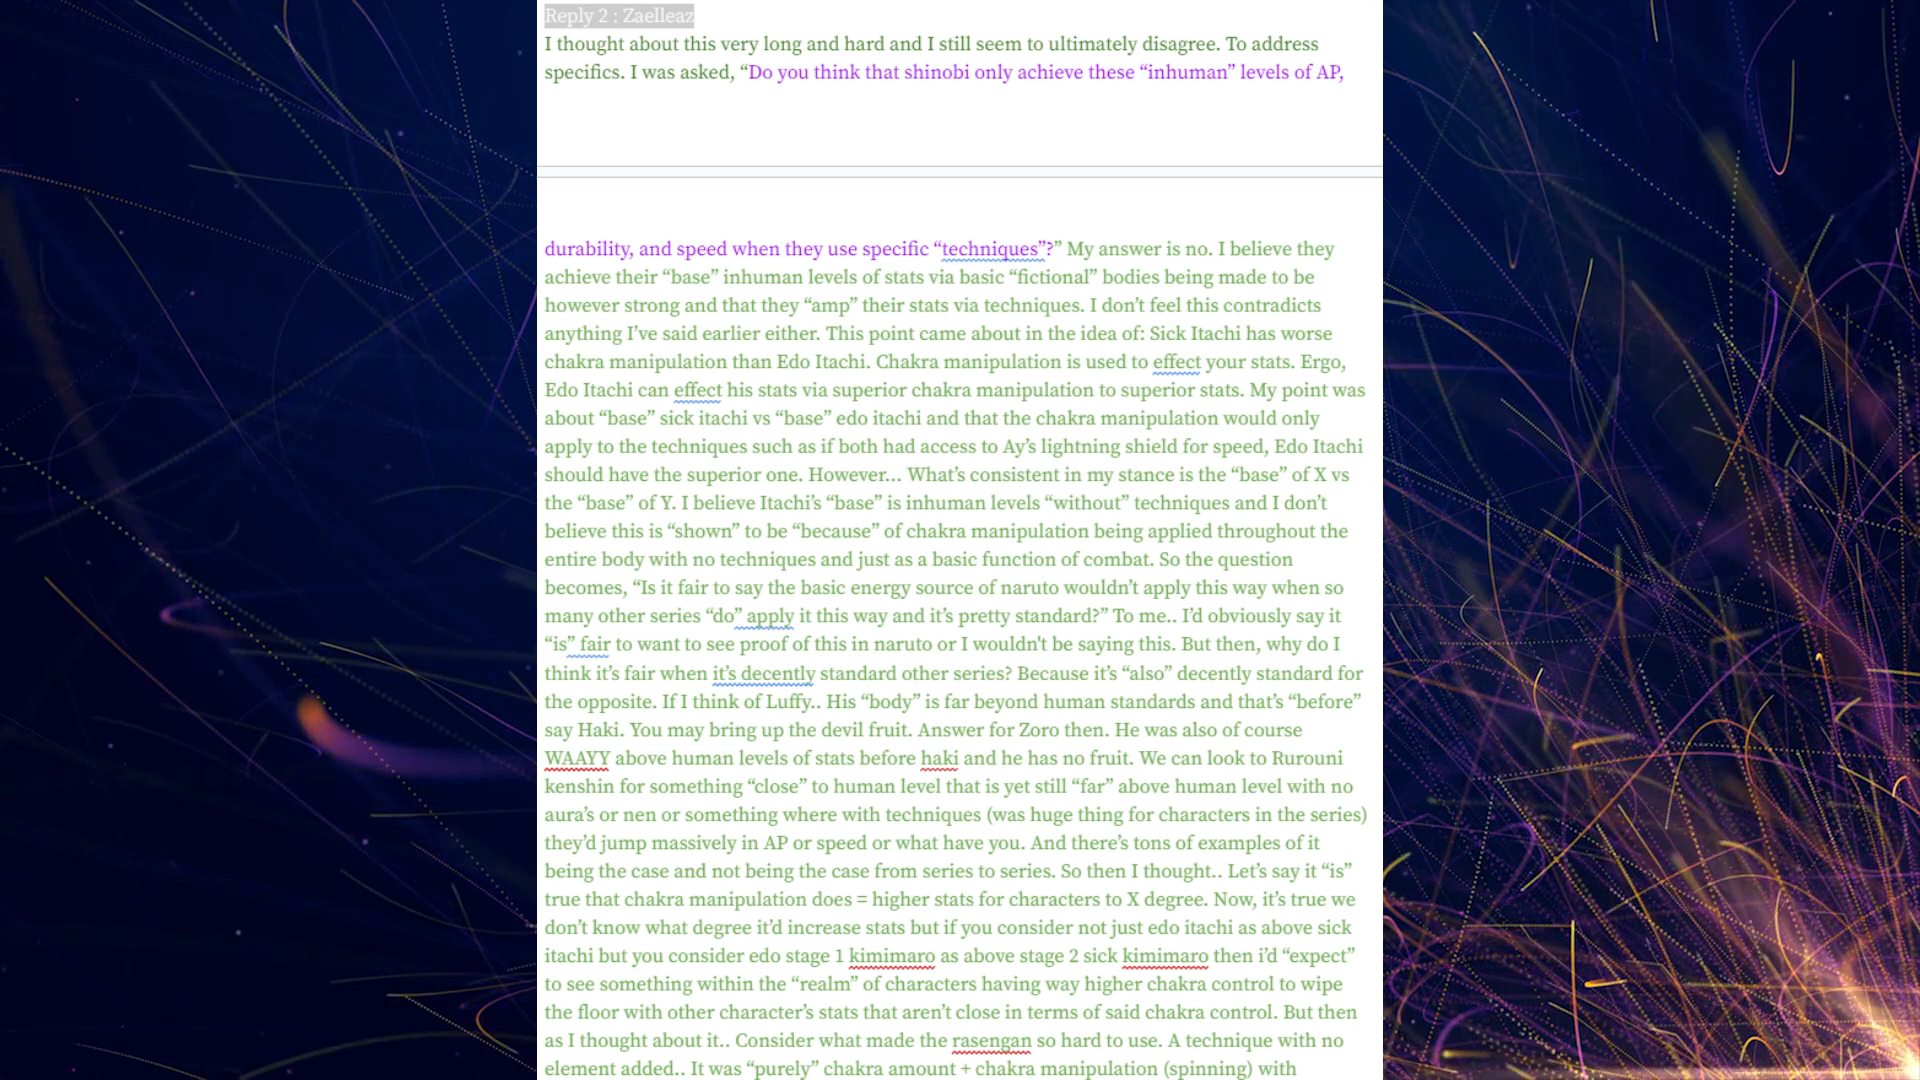 Reply 2 : Zaelleaz
I thought about this very long and hard and I still seem to ultimately disagree. To address
specifics. I was asked, “Do you think that shinobi only achieve these “inhuman” levels of AP,
durability, and speed when they use specific “techniques”?” My answer is no. I believe they
achieve their “base” inhuman levels of stats via basic “fictional” bodies being made to be
however strong and that they “amp” their stats via techniques. I don’t feel this contradicts
anything I’ve said earlier either. This point came about in the idea of: Sick Itachi has worse
chakra manipulation than Edo Itachi. Chakra manipulation is used to effect your stats. Ergo,
Edo Itachi can effect his stats via superior chakra manipulation to superior stats. My point was
about “base” sick itachi vs “base” edo itachi and that the chakra manipulation would only
apply to the techniques such as if both had access to Ay’s lightning shield for speed, Edo Itachi
should have the superior one. However... What’s consistent in my stance is the “base” of X vs
the “base” of Y. I believe Itachi’s “base” is inhuman levels “without” techniques and I don’t
believe this is “shown” to be “because” of chakra manipulation being applied throughout the
entire body with no techniques and just as a basic function of combat. So the question
becomes, “Is it fair to say the basic energy source of naruto wouldn’t apply this way when so
many other series “do” apply it this way and it’s pretty standard?” To me.. I’d obviously say it
“is” fair to want to see proof of this in naruto or I wouldn't be saying this. But then, why do I
think it’s fair when it’s decently standard other series? Because it’s “also” decently standard for
the opposite. If I think of Luffy.. His “body” is far beyond human standards and that’s “before”
say Haki. You may bring up the devil fruit. Answer for Zoro then. He was also of course
WAAYY above human levels of stats before haki and he has no fruit. We can look to Rurouni
kenshin for something “close” to human level that is yet still “far” above human level with no
aura’s or nen or something where with techniques (was huge thing for characters in the series)
they’d jump massively in AP or speed or what have you. And there’s tons of examples of it
being the case and not being the case from series to series. So then I thought.. Let’s say it “is”
true that chakra manipulation does = higher stats for characters to X degree. Now, it’s true we
don’t know what degree it’d increase stats but if you consider not just edo itachi as above sick
itachi but you consider edo stage 1 kimimaro as above stage 2 sick kimimaro then i’d “expect”
to see something within the “realm” of characters having way higher chakra control to wipe
the floor with other character’s stats that aren’t close in terms of said chakra control. But then
as I thought about it.. Consider what made the rasengan so hard to use. A technique with no
element added.. It was “purely” chakra amount + chakra manipulation (spinning) with